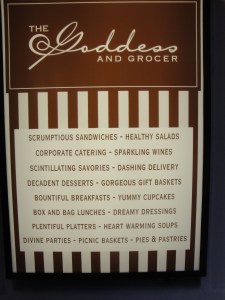 THE
Goddess
AND GROCER
SCRUMPTIOUS SANDWICHES - HEALTHY SALADS
CORPORATE CATERING - SPARKLING WINES
SCINTILLATING SAVORIES - DASHING DELIVERY
DECADENT DESSERTS - GORGEOUS GIFT BASKETS
BOUNTIFUL BREAKFASTS - YUMMY CUPCAKES
BOX AND BAG LUNCHES - DREAMY DRESSINGS
PLENTIFUL PLATTERS - HEART WARMING SOUPS
DIVINE PARTIES - PICNIC BASKETS - PIES & PASTRIES